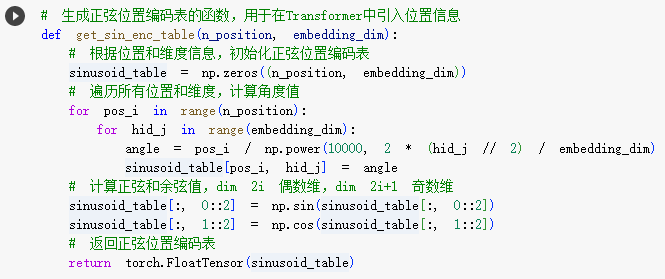 # 生成正弦位置编码表的函数，用于在Transformer中引入位置信息
def get_sin_enc_table(n_position, embedding_dim):
    # 根据位置和维度信息，初始化正弦位置编码表
    sinusoid_table = np.zeros((n_position, embedding_dim))
    # 遍历所有位置和维度，计算角度值
    for pos_i in range(n_position):
        for hid_j in range(embedding_dim):
            angle = pos_i / np.power(10000, 2 * (hid_j // 2) / embedding_dim)
            sinusoid_table[pos_i, hid_j] = angle
    # 计算正弦和余弦值，dim 2i 偶数维，dim 2i+1 奇数维
    sinusoid_table[:, 0::2] = np.sin(sinusoid_table[:, 0::2])
    sinusoid_table[:, 1::2] = np.cos(sinusoid_table[:, 1::2])
    # 返回正弦位置编码表
    return torch.FloatTensor(sinusoid_table)